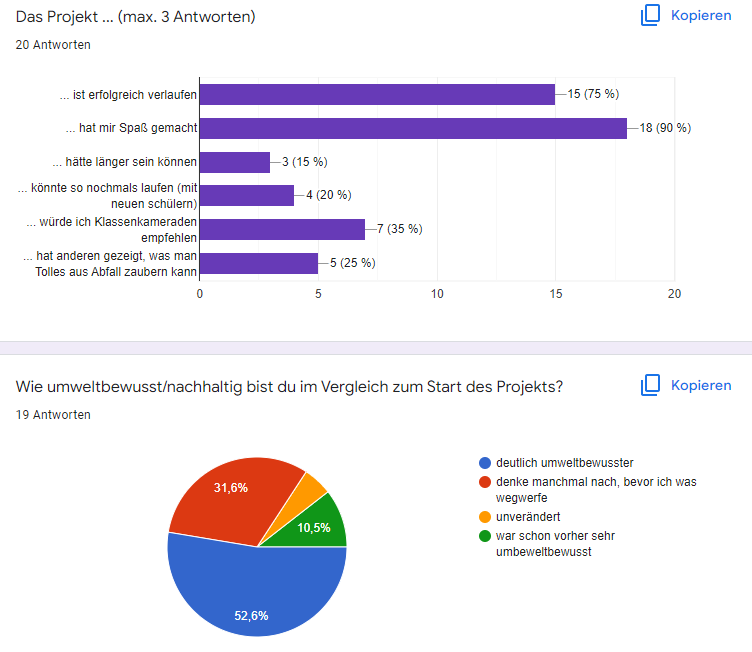 Das Projekt ... (max. 3 Antworten)
Kopieren
20 Antworten
... ist erfolgreich verlaufen
15 (75 %)
... hat mir Spaß gemacht
18 (90 %)
... hätte länger sein können
3 (15 %)
... könnte so nochmals laufen (mit
neuen schülern)
4 (20 %)
... würde ich Klassenkameraden
empfehlen
7 (35 %)
... hat anderen gezeigt, was man
Tolles aus Abfall zaubern kann
5 (25 %)
0 5 10 15 20
Wie umweltbewusst/nachhaltig bist du im Vergleich zum Start des Projekts?
Kopieren
19 Antworten
31,6%
10,5%
52,6%
deutlich umweltbewusster
denke manchmal nach, bevor ich was
wegwerfe
unverändert
war schon vorher sehr
umbeweltbewusst